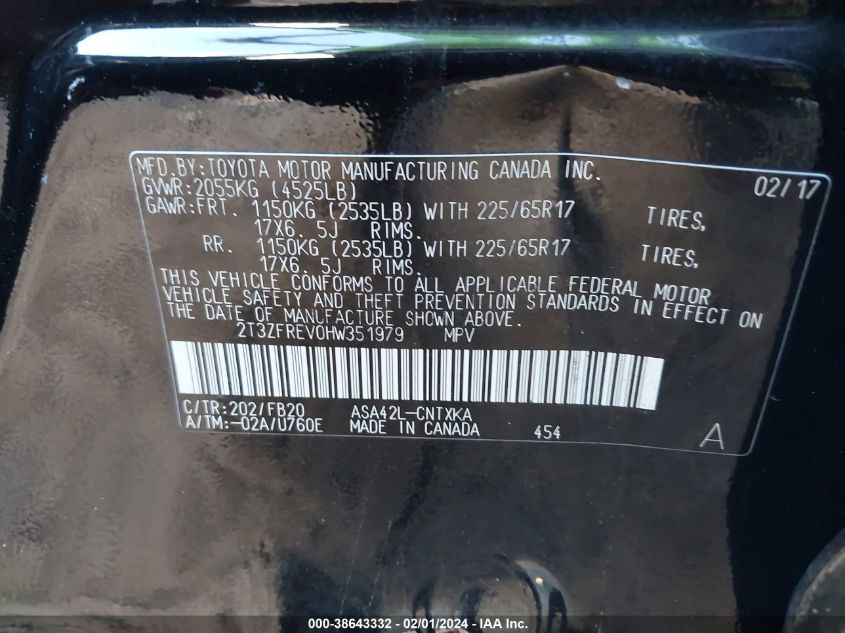 MFD.BY:TOYOTA MOTOR MANUFACTURING CANADA INC. 02/17
GVWR:2055KG (4525LB)
GAWR:FRT. 1150KG (2535LB) WITH 225/65R17 TIRES,
17X6. 5J RIMS.
RR. 1150KG (2535LB) WITH 225/65R17 TIRES,
17X6. 5J RIMS.
THIS VEHICLE CONFORMS TO ALL APPLICABLE FEDERAL MOTOR
VEHICLE SAFETY AND THEFT PREVENTION STANDARDS IN EFFECT ON
THE DATE OF MANUFACTURE SHOWN ABOVE.
2T3ZFREV0HW351979 MPV
C/TR:202/FB20 ASA42L-CNTXKA
A/TM:-02A/U760E MADE IN CANADA 454 A
000-38643332 - 02/01/2024 - IAA Inc.